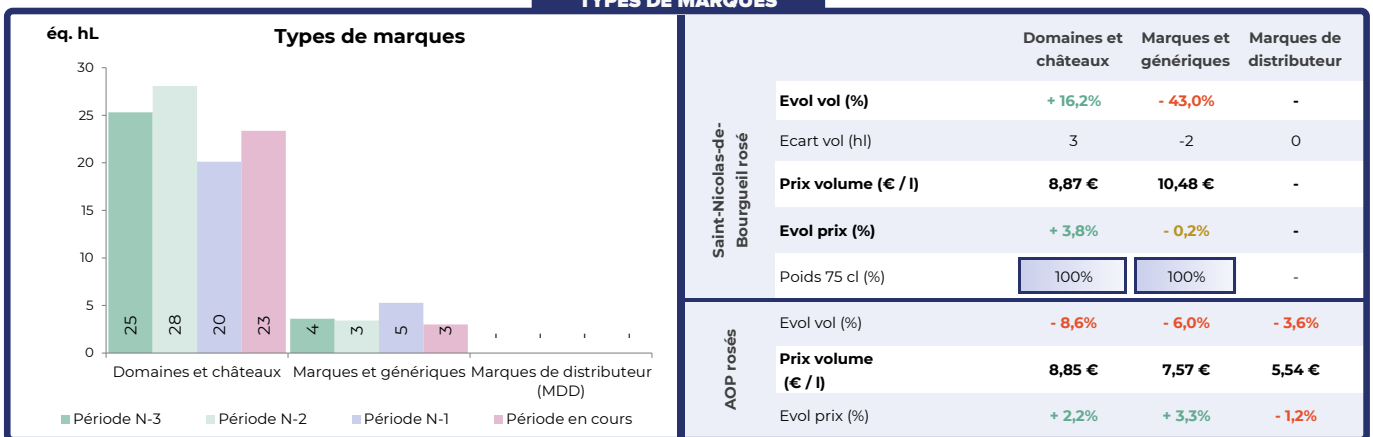 TYPES DE MARQUES
éq. hL
Types de marques
30
25
20
15
10
5
0
25
28
20
23
4
3
5
3
-
-
-
-
Domaines et châteaux
Marques et génériques
Marques de distributeur
(MDD)
Période N-3
Période N-2
Période N-1
Période en cours
Domaines et châteaux
Marques et génériques
Marques de distributeur
Saint-Nicolas-de-
Bourgueil rosé
Evol vol (%) + 16,2% - 43,0% -
Ecart vol (hl) 3 -2 0
Prix volume (€ / l) 8,87 € 10,48 € -
Evol prix (%) + 3,8% - 0,2% -
Poids 75 cl (%) 100% 100% -
AOP rosés
Evol vol (%) - 8,6% - 6,0% - 3,6%
Prix volume
(€ / l) 8,85 € 7,57 € 5,54 €
Evol prix (%) + 2,2% + 3,3% - 1,2%